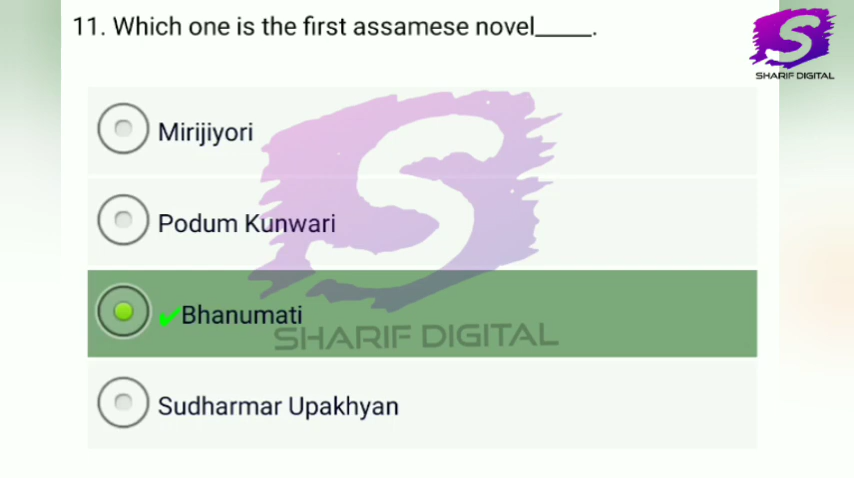 11. Which one is the first assamese novel_____.
SHARIF DIGITAL
Mirijiyori
Podum Kunwari
✔Bhanumati
SHARIF DIGITAL
Sudharmar Upakhyan